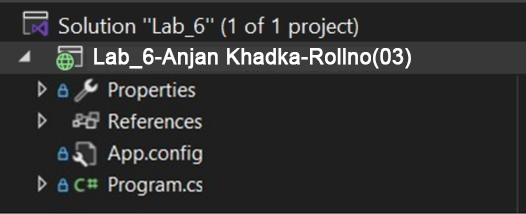 Solution "Lab_6" (1 of 1 project)
Lab_6-Anjan Khadka-Rollno(03)
Properties
References
App.config
C# Program.cs